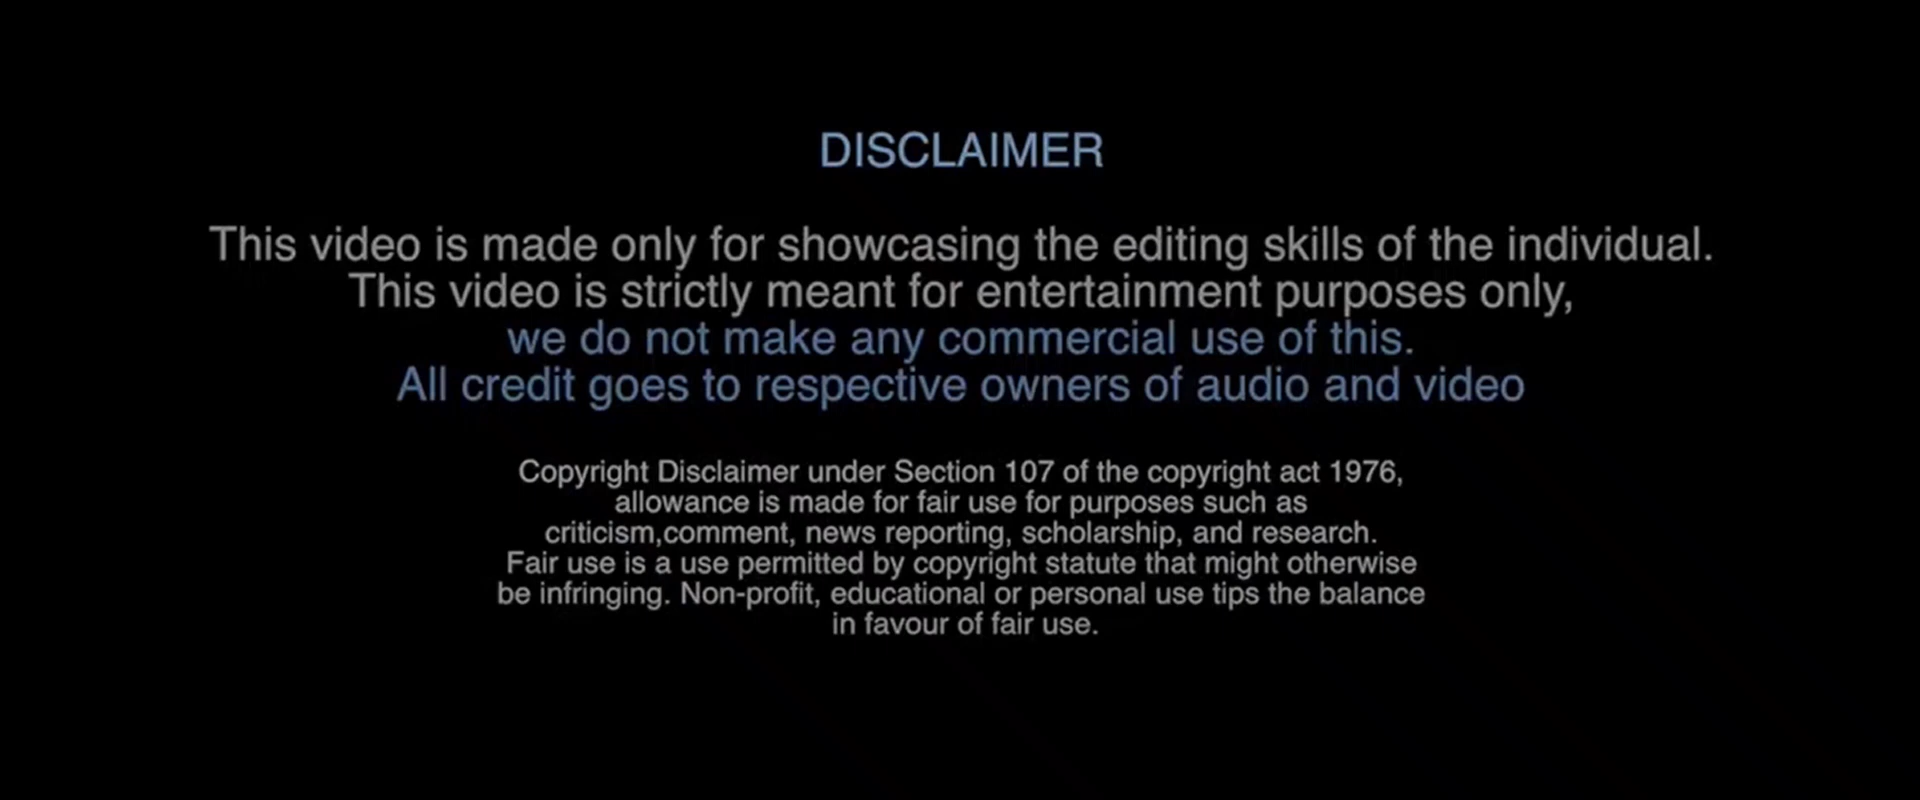 DISCLAIMER
This video is made only for showcasing the editing skills of the individual.
This video is strictly meant for entertainment purposes only,
we do not make any commercial use of this.
All credit goes to respective owners of audio and video
Copyright Disclaimer under Section 107 of the copyright act 1976,
allowance is made for fair use for purposes such as
criticism,comment, news reporting, scholarship, and research.
Fair use is a use permitted by copyright statute that might otherwise
be infringing. Non-profit, educational or personal use tips the balance
in favour of fair use.